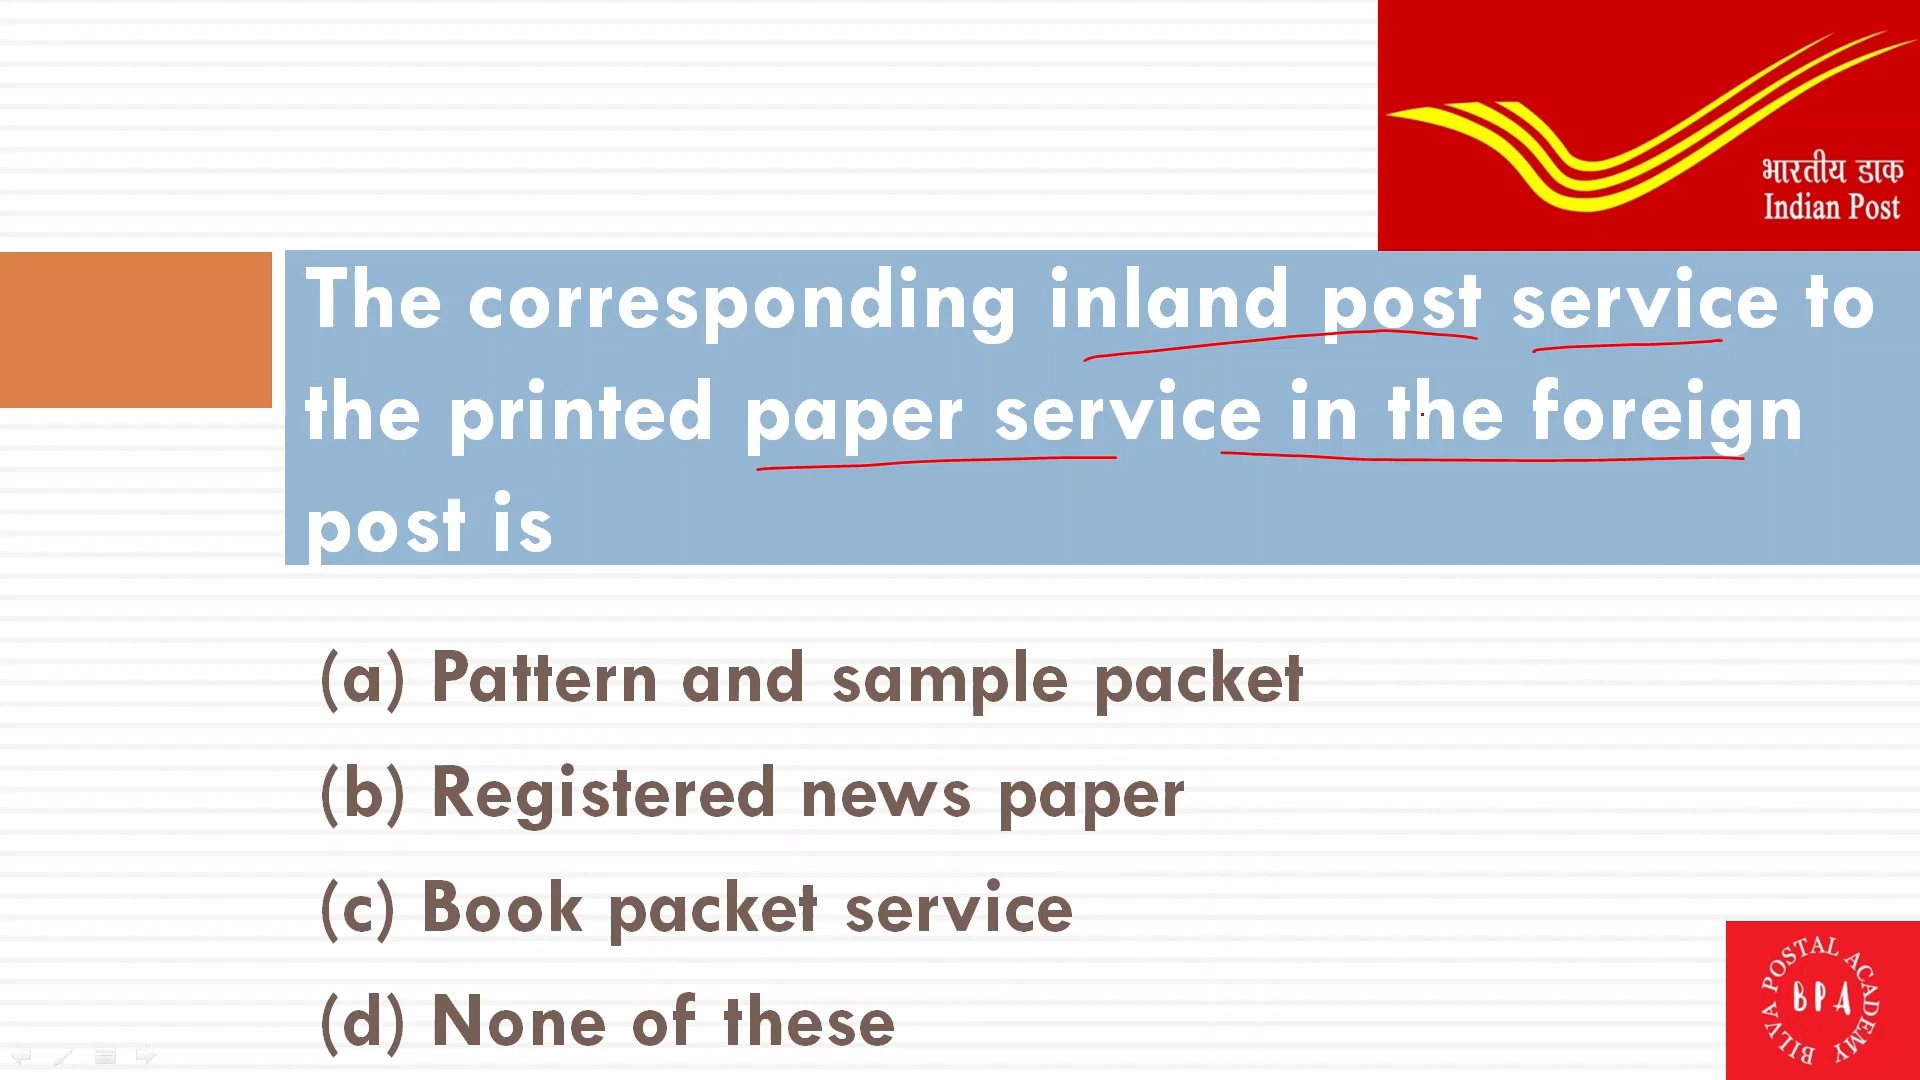 भारतीय डाक
Indian Post
The corresponding inland post service to
the printed paper service in the foreign
post is
(a) Pattern and sample packet
(b) Registered news paper
(c) Book packet service
(d) None of these
BILVA POSTAL ACADEMY
BPA